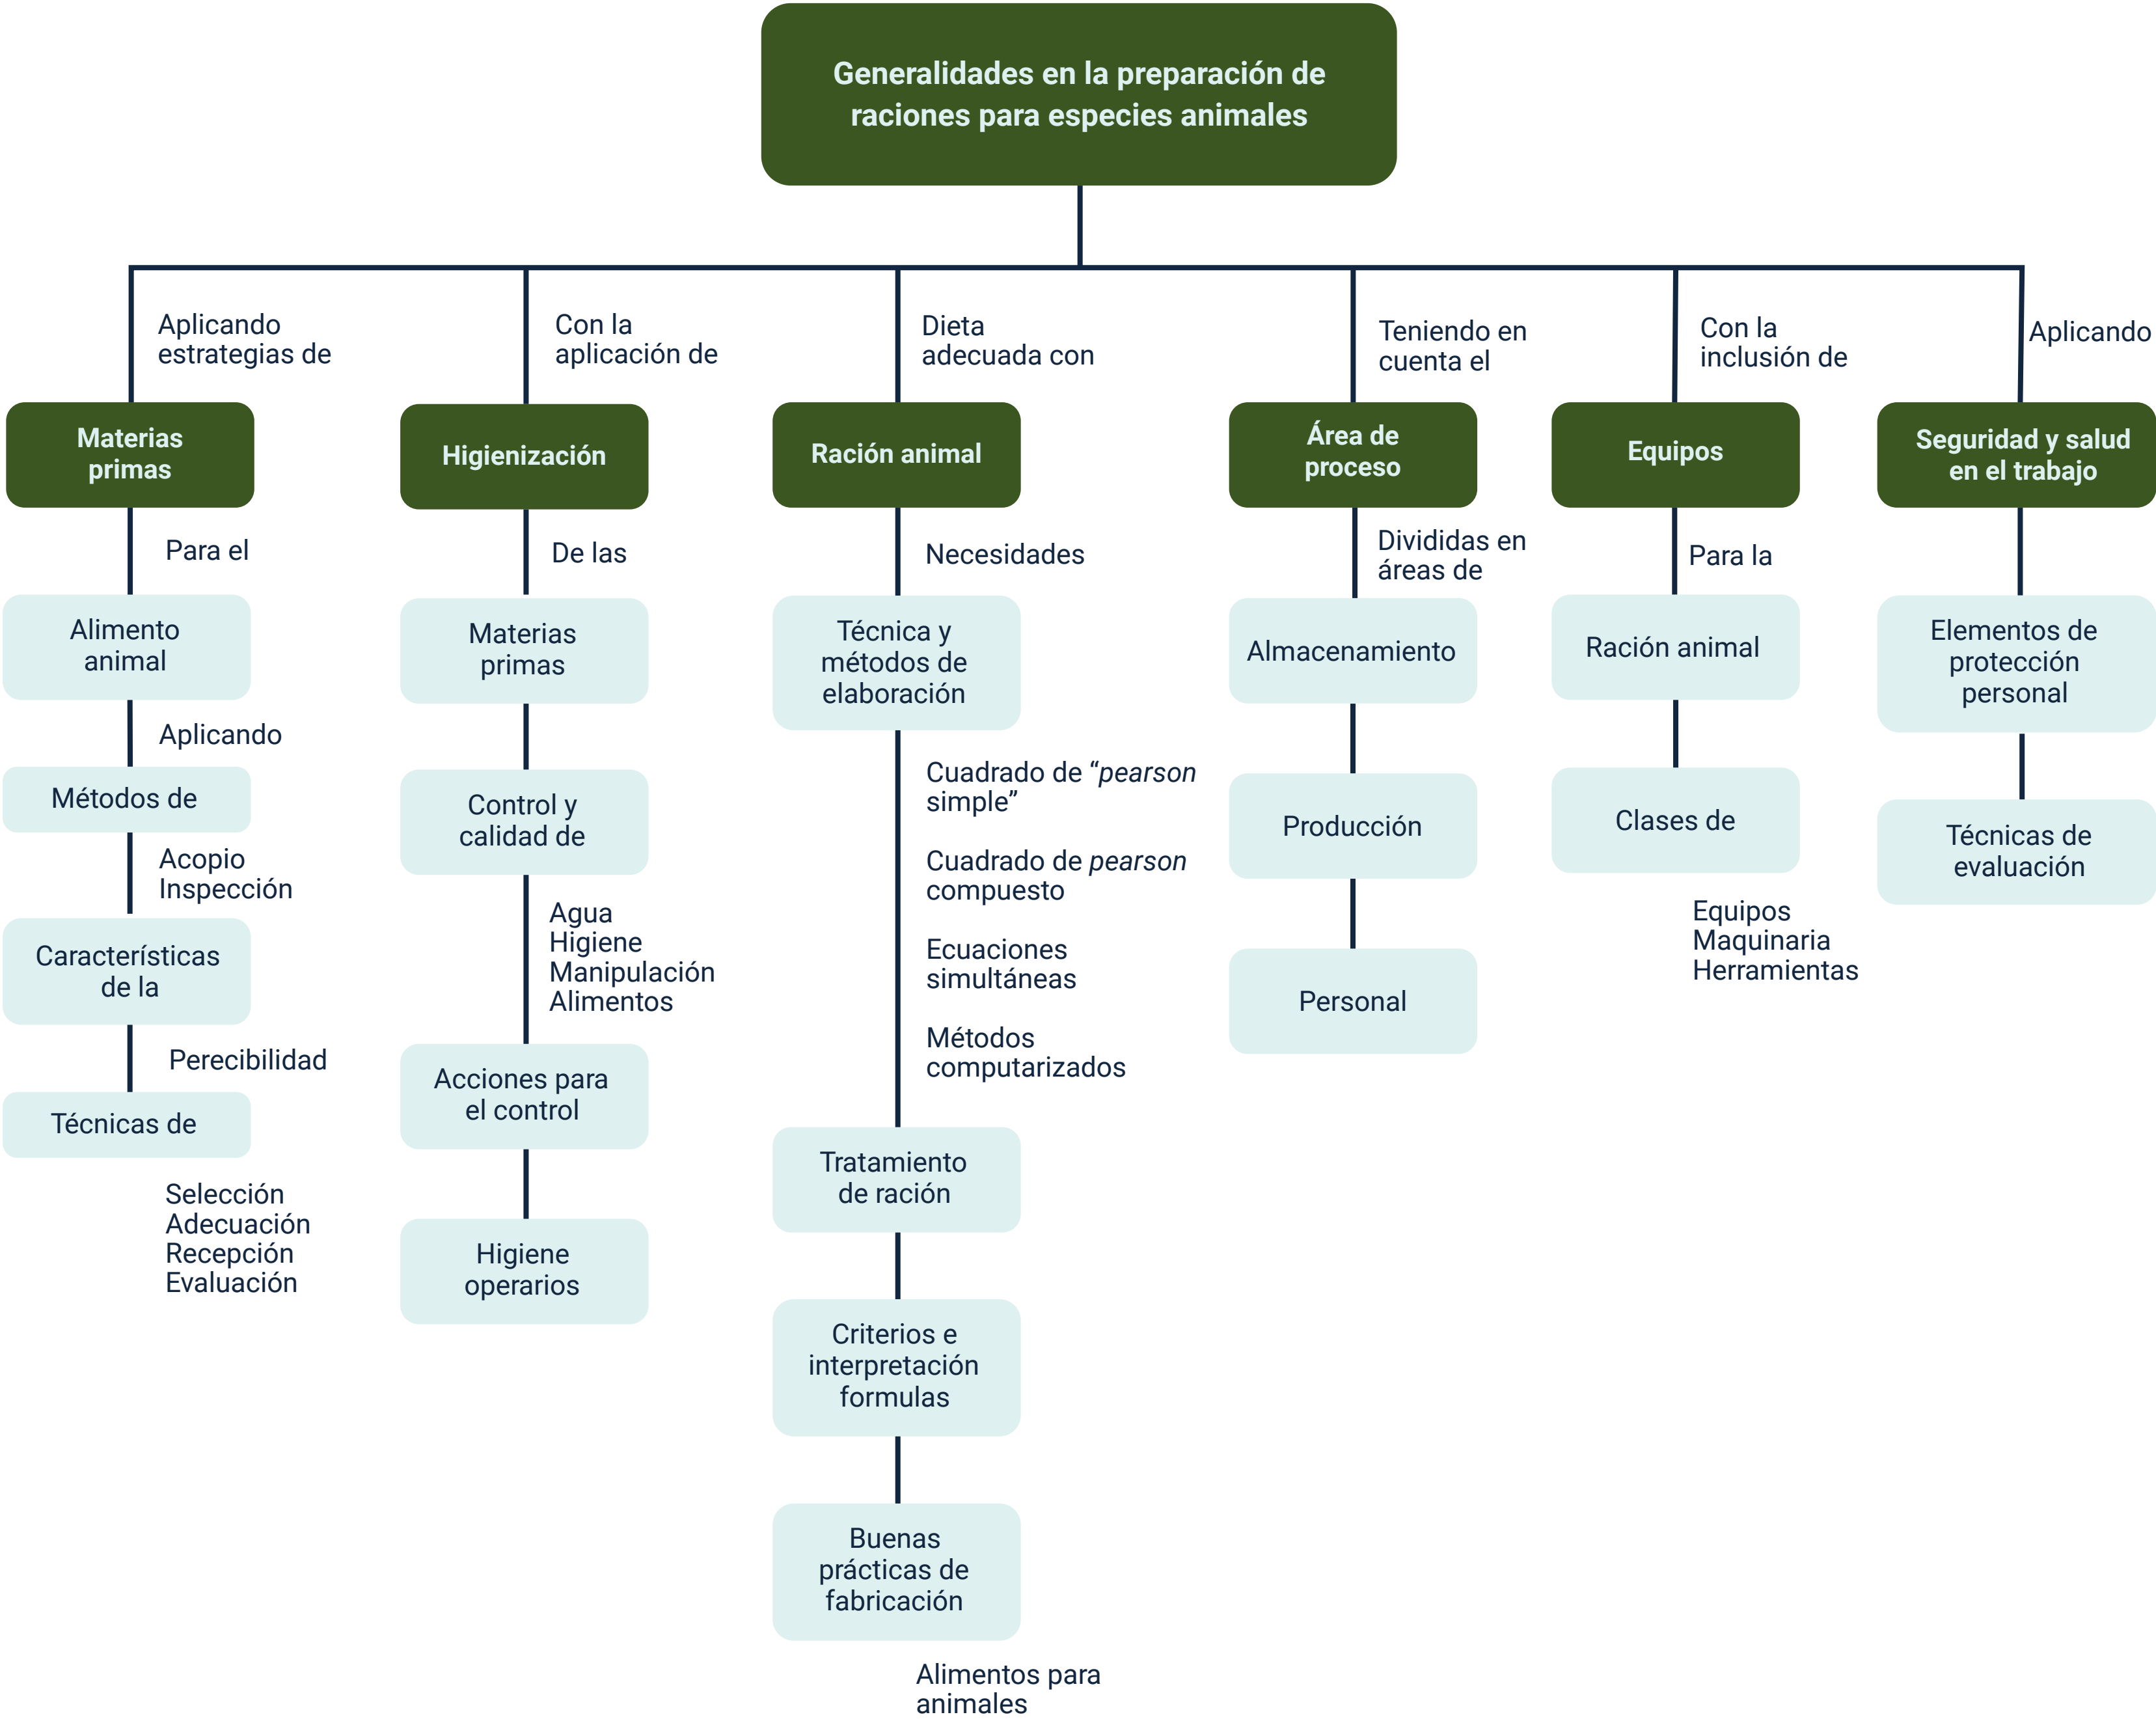 Generalidades en la preparación de
raciones para especies animales
Aplicando
estrategias de
Materias
primas
Para el
Alimento
animal
Aplicando
Métodos de
Acopio
Inspección
Características
de la
Perecibilidad
Técnicas de
Selección
Adecuación
Recepción
Evaluación
Con la
aplicación de
Higienización
De las
Materias
primas
Control y
calidad de
Agua
Higiene
Manipulación
Alimentos
Acciones para
el control
Higiene
operarios
Dieta
adecuada con
Ración animal
Necesidades
Técnica y
métodos de
elaboración
Cuadrado de “pearson
simple”
Cuadrado de pearson
compuesto
Ecuaciones
simultáneas
Métodos
computarizados
Tratamiento
de ración
Criterios e
interpretación
formulas
Buenas
prácticas de
fabricación
Alimentos para
animales
Teniendo en
cuenta el
Área de
proceso
Divididas en
áreas de
Almacenamiento
Producción
Personal
Con la
inclusión de
Equipos
Para la
Ración animal
Clases de
Equipos
Maquinaria
Herramientas
Aplicando
Seguridad y salud
en el trabajo
Elementos de
protección
personal
Técnicas de
evaluación